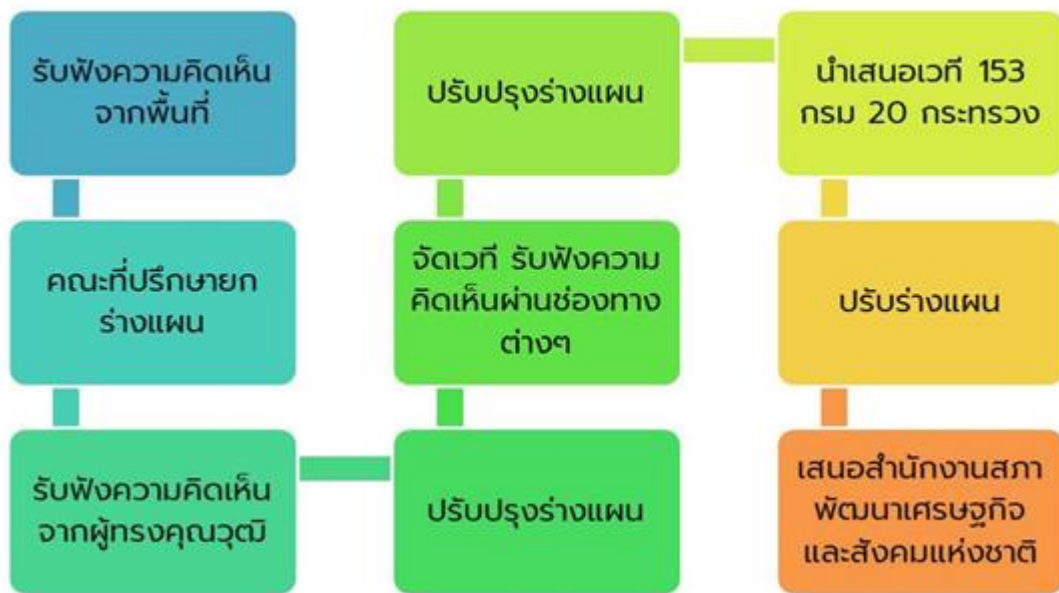 รับฟังความคิดเห็น
จากพื้นที่
คณะที่ปรึกษายก
ร่างแผน
รับฟังความคิดเห็น
จากผู้ทรงคุณวุฒิ
ปรับปรุงร่างแผน
จัดเวที รับฟังความ
คิดเห็นผ่านช่องทาง
ต่างๆ
ปรับปรุงร่างแผน
นำเสนอเวที 153
กรม 20 กระทรวง
ปรับร่างแผน
เสนอสำนักงานสภา
พัฒนาเศรษฐกิจ
และสังคมแห่งชาติ